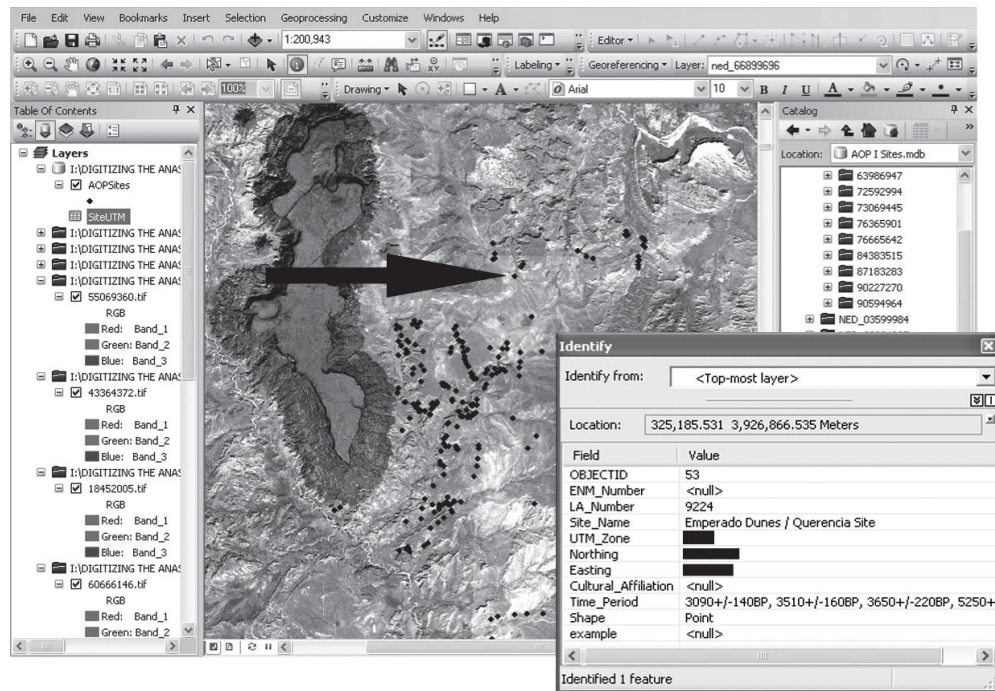 File Edit View Bookmarks Insert Selection Geoprocessing Customize Windows Help
1:200,943 Editor
Labeling Georeferencing Layer: ned_66899696
100% Drawing A Arial 10 B I U A
Table Of Contents
Layers
I:\DIGITIZING THE ANAS
AOPSites
SiteUTM
I:\DIGITIZING THE ANAS
I:\DIGITIZING THE ANAS
I:\DIGITIZING THE ANAS
I:\DIGITIZING THE ANAS
55069360.tif
RGB
Red: Band_1
Green: Band_2
Blue: Band_3
I:\DIGITIZING THE ANAS
43364372.tif
RGB
Red: Band_1
Green: Band_2
Blue: Band_3
I:\DIGITIZING THE ANAS
18452005.tif
RGB
Red: Band_1
Green: Band_2
Blue: Band_3
I:\DIGITIZING THE ANAS
60666146.tif
RGB
Red: Band_1
Green: Band_2
Catalog
Location: AOP I Sites.mdb
63986947
72592994
73069445
76365901
76665642
84383515
87183283
90227270
90594964
NED_03599984
Identify
Identify from: <Top-most layer>
Location: 325,185.531 3,926,866.535 Meters
Field Value
OBJECTID 53
ENM_Number <null>
LA_Number 9224
Site_Name Emperado Dunes / Querencia Site
UTM_Zone
Northing
Easting
Cultural_Affiliation <null>
Time_Period 3090+/-140BP, 3510+/-160BP, 3650+/-220BP, 5250+
Shape Point
example <null>
Identified 1 feature